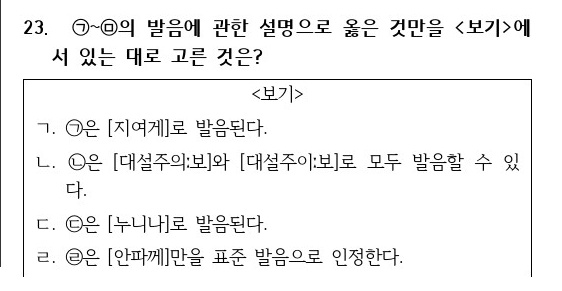 23. ㉠~㉤의 발음에 관한 설명으로 옳은 것만을 <보기>에
서 있는 대로 고른 것은?
<보기>
ㄱ. ㉠은 [지여게]로 발음된다.
ㄴ. ㉡은 [대설주의:보]와 [대설주이:보]로 모두 발음할 수 있
다.
ㄷ. ㉢은 [누니나]로 발음된다.
ㄹ. ㉣은 [안파께]만을 표준 발음으로 인정한다.